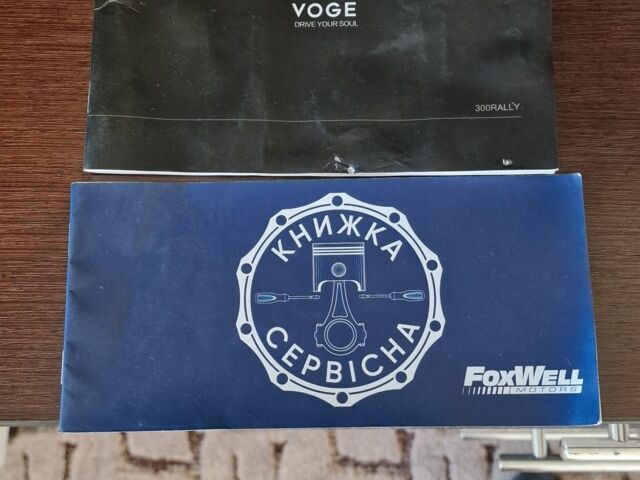 VOGE
DRIVE YOUR SOUL
300RALLY
КНИЖКА
СЕРВІСНА
FOXWELL
MOTORS